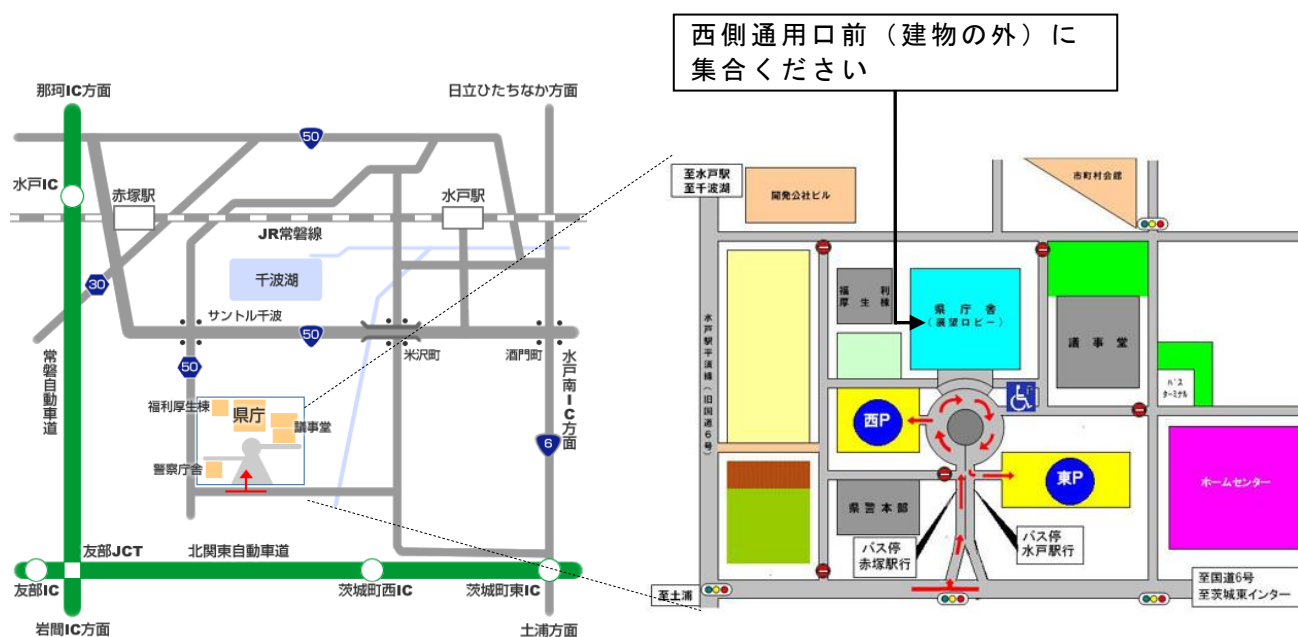 西側通用口前（建物の外）に
集合ください
那珂IC方面
日立ひたちなか方面
50
水戸IC
赤塚駅
水戸駅
JR常磐線
30
千波湖
サントル千波
50
米沢町
酒門町
50
常磐自動車道
水戸南IC方面
福利厚生棟
県庁
議事堂
警察庁舎
6
友部JCT
北関東自動車道
友部IC
茨城町西IC
茨城町東IC
岩間IC方面
土浦方面
至水戸駅
至千波湖
開発公社ビル
市町村会館
福利
厚生棟
県庁舎
（展望ロビー）
議事堂
水戸駅平須線（旧国道6号）
バス
ターミナル
西P
東P
ホームセンター
県警本部
バス停
赤塚駅行
バス停
水戸駅行
至土浦
至国道6号
至茨城東インター